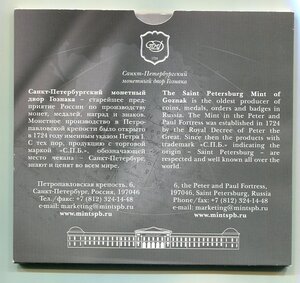 Санкт-Петербургский
монетный двор Гознака
Санкт-Петербургский монетный
двор Гознака – старейшее пред-
приятие России по производству
монет, медалей, наград и знаков.
Монетное производство в Петро-
павловской крепости было открыто
в 1724 году именным указом Петра I.
С тех пор, продукция с торговой
маркой «С.П.Б.», обозначающей
место чекана – Санкт-Петербург,
знают и ценят во всем мире.
Петропавловская крепость, 6,
Санкт-Петербург, Россия, 197046
Тел./факс: +7 (812) 324-14-48
e-mail: marketing@mintspb.ru
www.mintspb.ru
The Saint Petersburg Mint of
Goznak is the oldest producer of
coins, medals, orders and badges in
Russia. The Mint in the Peter and
Paul Fortress was established in 1724
by the Royal Decree of Peter the
Great. Since then the products with
trademark «С.П.Б.» indicating the
origin – Saint Petersburg, – are
respected and well known all over the
world.
6, the Peter and Paul Fortress,
197046, Saint Petersburg, Russia
Phone/fax: +7 (812) 324-14-48
e-mail: marketing@mintspb.ru
www.mintspb.ru